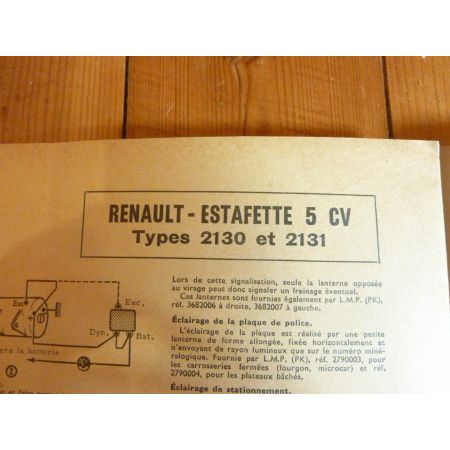 RENAULT - ESTAFETTE 5 CV
Types 2130 et 2131
Lors de cette signalisation, seule la lanterne opposée
au virage peut donc signaler un freinage éventuel.
Ces lanternes sont fournies également par L.M.P. (PK),
réf. 3682006 à droite, 3682007 à gauche.
Éclairage de la plaque de police.
L'éclairage de la plaque est réalisé par une petite
lanterne de forme allongée, fixée horizontalement et
n'envoyant de rayon lumineux que sur le numéro miné-
ralogique. Fournie par L.M.P. (PK), réf. 2790003, pour
les carrosseries fermées (fourgon, microcar) et réf.
2790004, pour les plateaux bâchés.
Éclairage de stationnement.
Exc.
Exc.
Dyn.
Bat.
vers la batterie
2